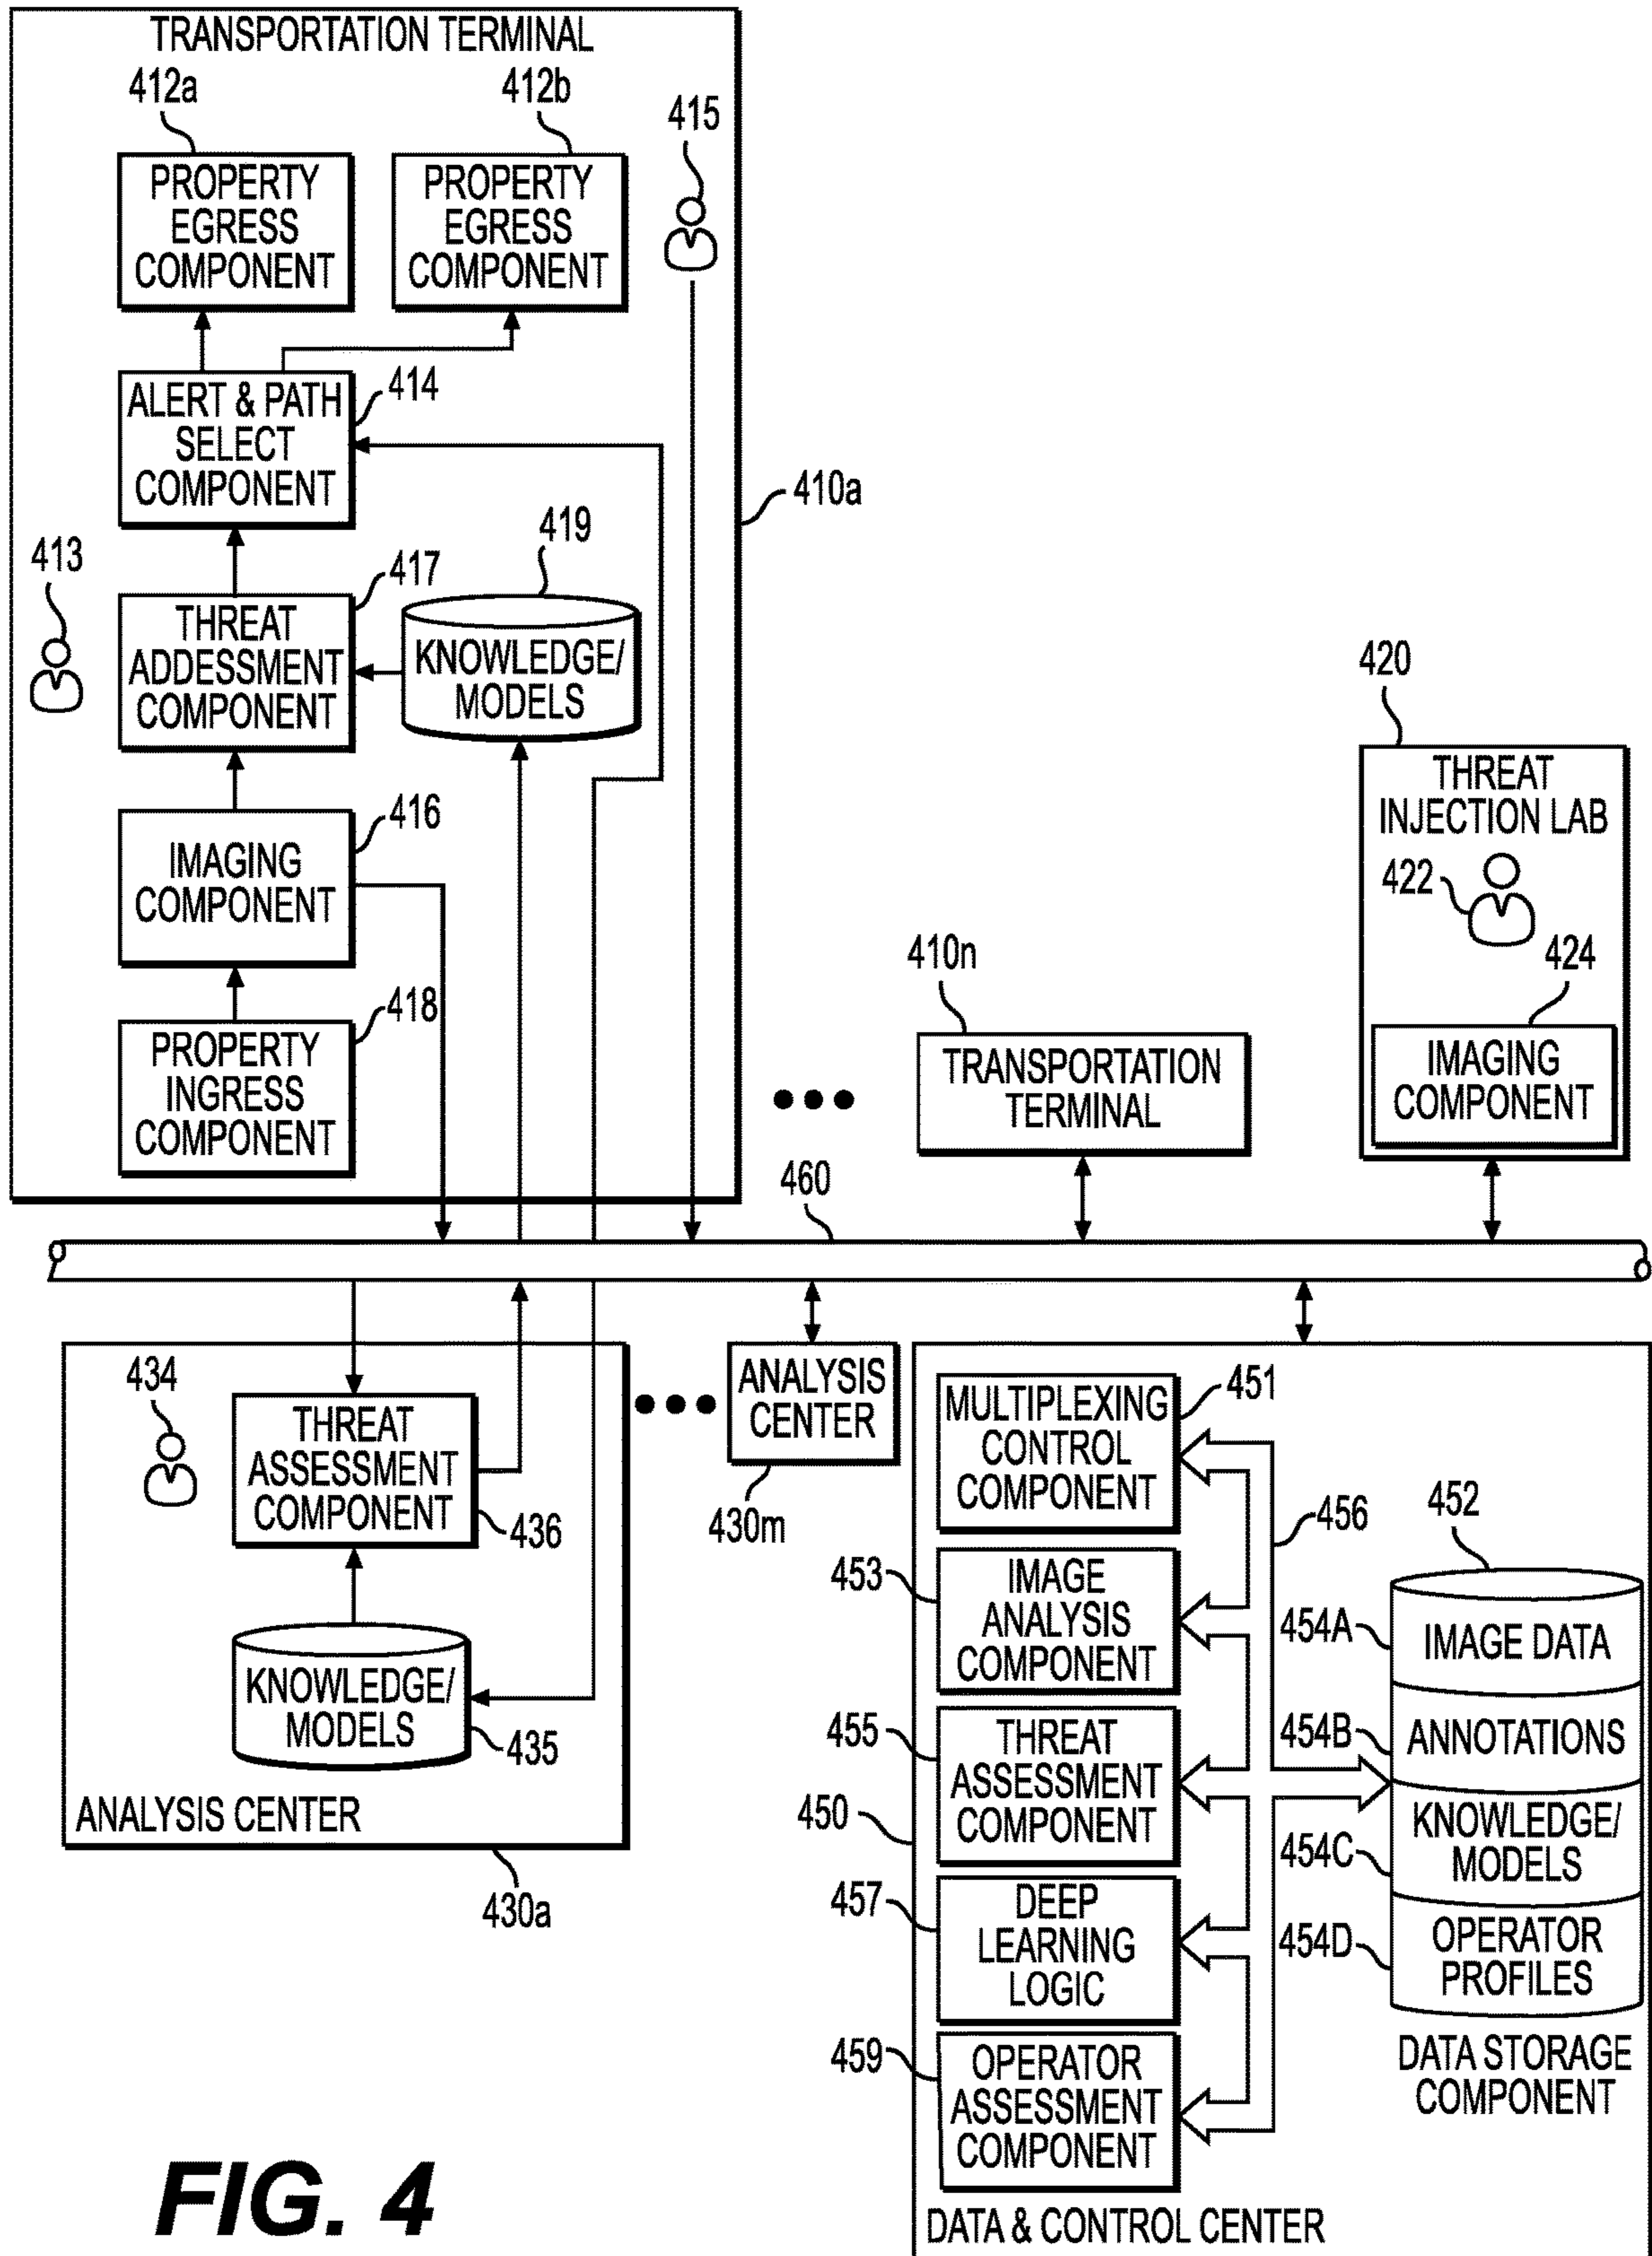 TRANSPORTATION TERMINAL
412a
412b
415
PROPERTY
EGRESS
COMPONENT
PROPERTY
EGRESS
COMPONENT
ALERT & PATH
SELECT
COMPONENT
414
410a
413
417
419
THREAT
ADDESSMENT
COMPONENT
KNOWLEDGE/
MODELS
416
IMAGING
COMPONENT
418
PROPERTY
INGRESS
COMPONENT
410n
TRANSPORTATION
TERMINAL
420
THREAT
INJECTION LAB
422
424
IMAGING
COMPONENT
460
434
THREAT
ASSESSMENT
COMPONENT
436
KNOWLEDGE/
MODELS
435
ANALYSIS CENTER
430a
ANALYSIS
CENTER
430m
MULTIPLEXING
CONTROL
COMPONENT
451
453
IMAGE
ANALYSIS
COMPONENT
455
THREAT
ASSESSMENT
COMPONENT
450
457
DEEP
LEARNING
LOGIC
459
OPERATOR
ASSESSMENT
COMPONENT
456
452
454A
IMAGE DATA
454B
ANNOTATIONS
454C
KNOWLEDGE/
MODELS
454D
OPERATOR
PROFILES
DATA STORAGE
COMPONENT
DATA & CONTROL CENTER
FIG. 4